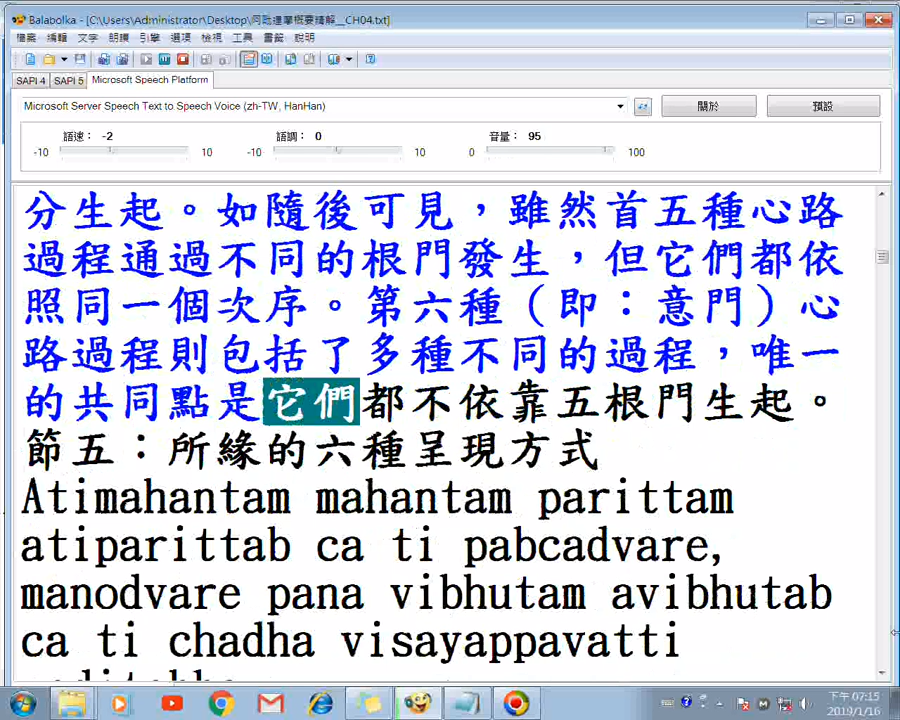 Balabolka - [C:\Users\Administrator\Desktop\阿毗達摩概要精解__CH04.txt]
檔案 編輯 文字 朗讀 引擎 選項 檢視 工具 書籤 說明
SAPI 4 SAPI 5 Microsoft Speech Platform
Microsoft Server Speech Text to Speech Voice (zh-TW, HanHan) 關於 預設
語速： -2 語調： 0 音量： 95
-10 10 -10 10 0 100
分生起。如隨後可見，雖然首五種心路
過程通過不同的根門發生，但它們都依
照同一個次序。第六種（即：意門）心
路過程則包括了多種不同的過程，唯一
的共同點是它們都不依靠五根門生起。
節五：所緣的六種呈現方式
Atimahantam mahantam parittam
atiparittab ca ti pabcadvare,
manodvare pana vibhutam avibhutab
ca ti chadha visayappavatti
下午 07:15
2019/1/16